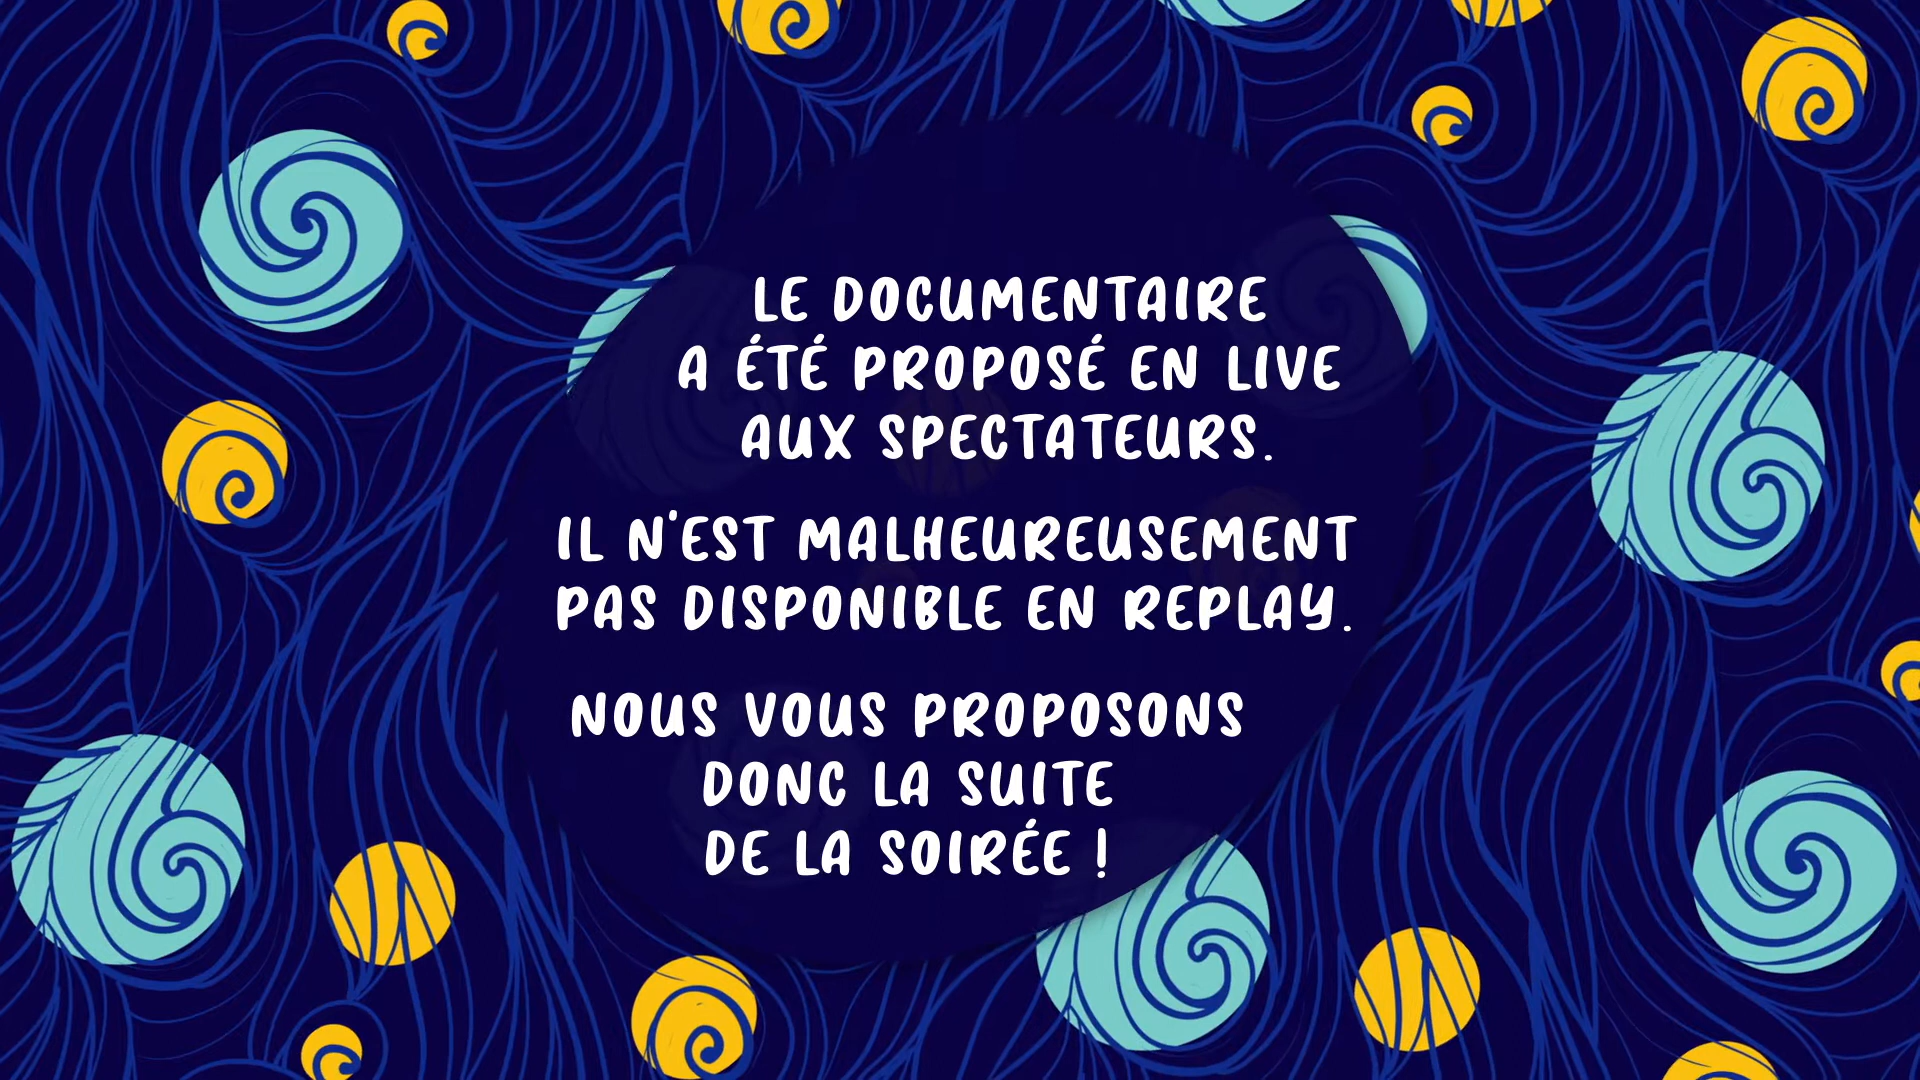 LE DOCUMENTAIRE
A ÉTÉ PROPOSÉ EN LIVE
AUX SPECTATEURS.
IL N'EST MALHEUREUSEMENT
PAS DISPONIBLE EN REPLAY.
NOUS VOUS PROPOSONS
DONC LA SUITE
DE LA SOIRÉE !